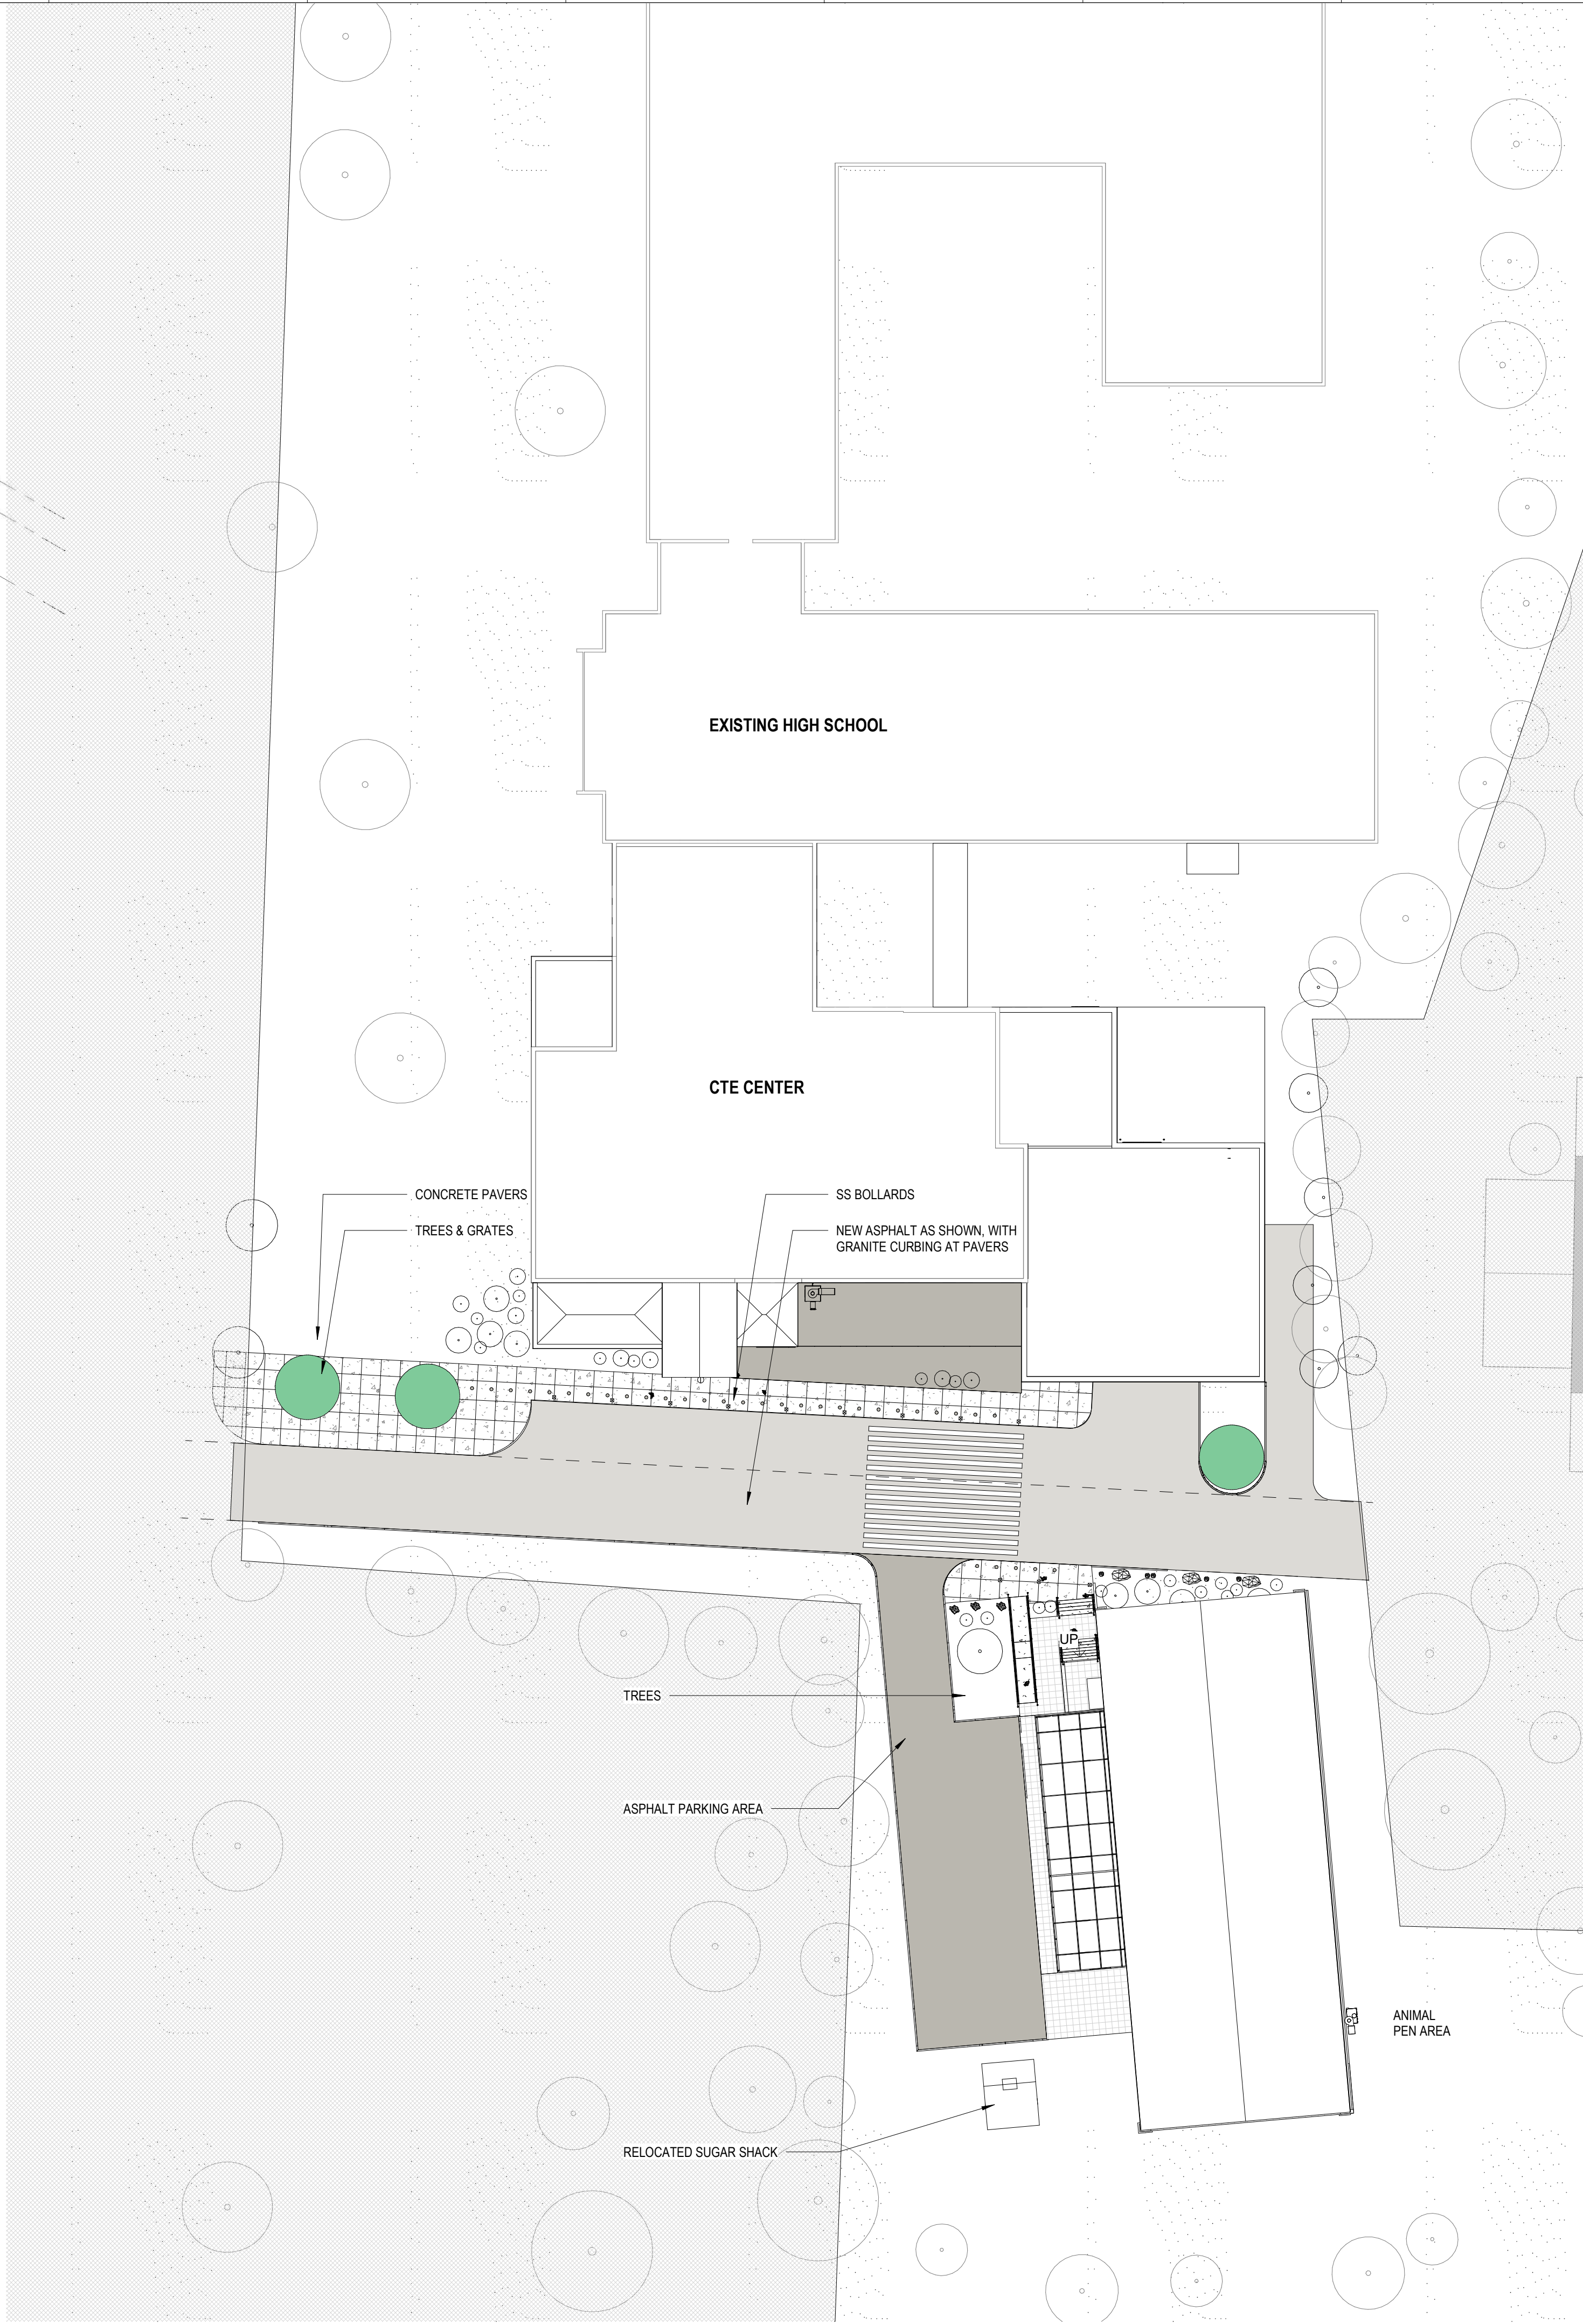 EXISTING HIGH SCHOOL
CTE CENTER
CONCRETE PAVERS
TREES & GRATES
SS BOLLARDS
NEW ASPHALT AS SHOWN, WITH
GRANITE CURBING AT PAVERS
UP
TREES
ASPHALT PARKING AREA
ANIMAL
PEN AREA
RELOCATED SUGAR SHACK